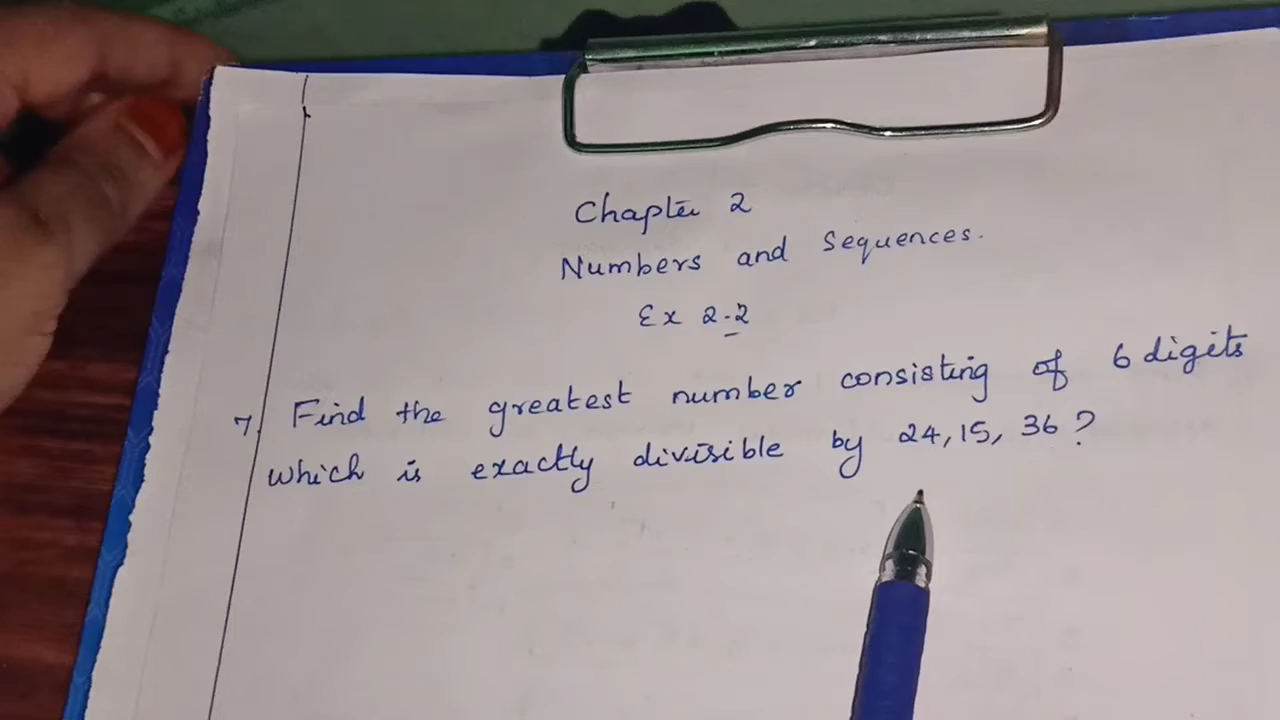 Chapter 2
Numbers and Sequences.
Ex 2.2
7. Find the greatest number consisting of 6 digits
which is exactly divisible by 24, 15, 36?